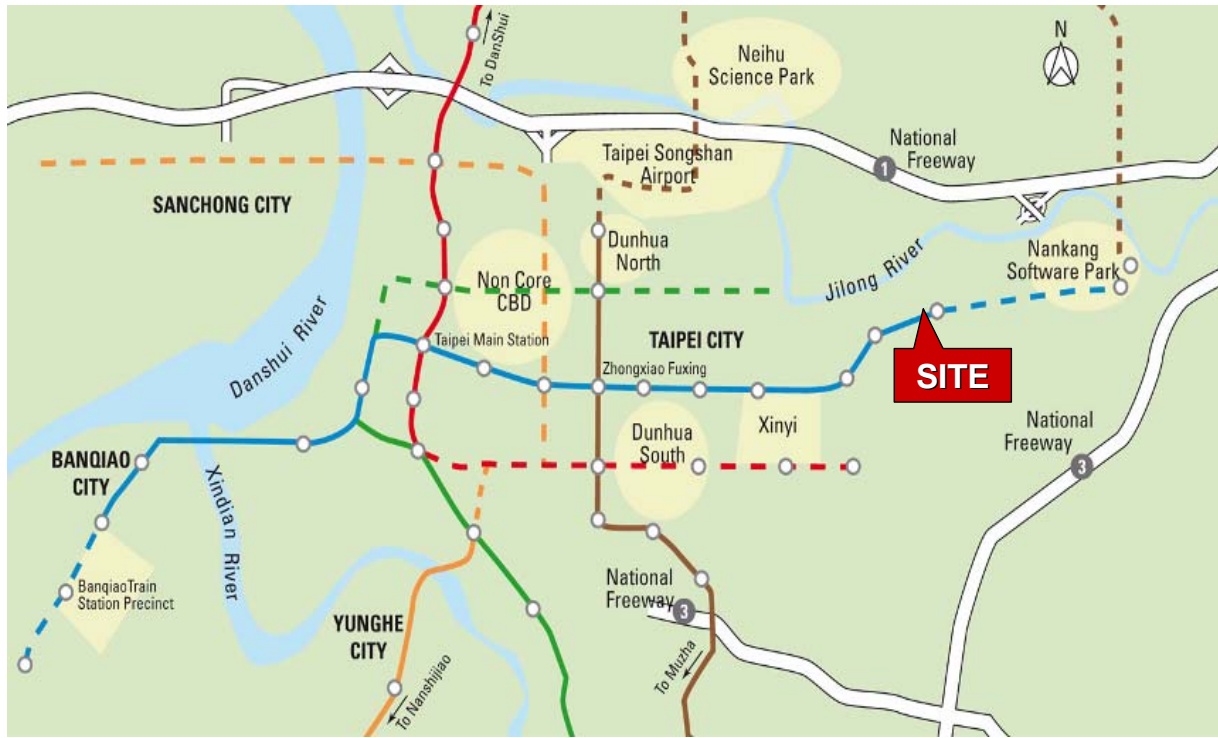 To DanShui
Neihu
Science Park
N
National
Freeway
1
Taipei Songshan
Airport
SANCHONG CITY
Dunhua
North
Nankang
Software Park
Non Core
CBD
Jilong River
Danshui River
Taipei Main Station
TAIPEI CITY
Zhongxiao Fuxing
SITE
Xinyi
Dunhua
South
National
Freeway
3
BANQIAO
CITY
Xindian River
BanqiaoTrain
Station Precinct
National
Freeway
3
YUNGHE
CITY
To Nanshijiao
To Muzha